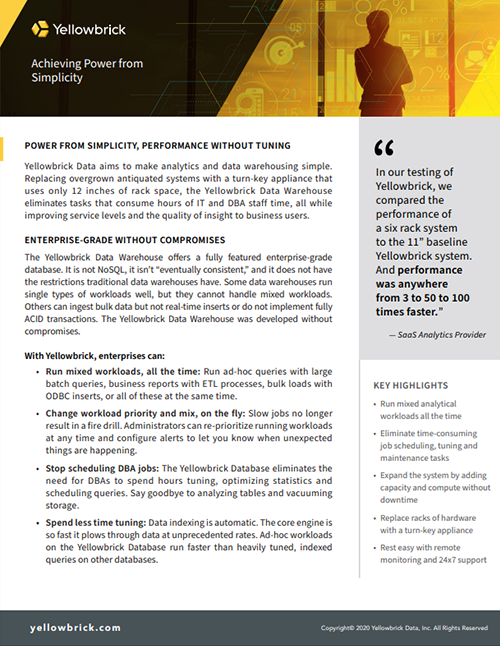 Yellowbrick
Achieving Power from
Simplicity
POWER FROM SIMPLICITY, PERFORMANCE WITHOUT TUNING
Yellowbrick Data aims to make analytics and data warehousing simple.
Replacing overgrown antiquated systems with a turn-key appliance that
uses only 12 inches of rack space, the Yellowbrick Data Warehouse
eliminates tasks that consume hours of IT and DBA staff time, all while
improving service levels and the quality of insight to business users.
ENTERPRISE-GRADE WITHOUT COMPROMISES
The Yellowbrick Data Warehouse offers a fully featured enterprise-grade
database. It is not NoSQL, it isn't "eventually consistent," and it does not have
the restrictions traditional data warehouses have. Some data warehouses run
single types of workloads well, but they cannot handle mixed workloads.
Others can ingest bulk data but not real-time inserts or do not implement fully
ACID transactions. The Yellowbrick Data Warehouse was developed without
compromises.
With Yellowbrick, enterprises can:
• Run mixed workloads, all the time: Run ad-hoc queries with large
batch queries, business reports with ETL processes, bulk loads with
ODBC inserts, or all of these at the same time.
• Change workload priority and mix, on the fly: Slow jobs no longer
result in a fire drill. Administrators can re-prioritize running workloads
at any time and configure alerts to let you know when unexpected
things are happening.
• Stop scheduling DBA jobs: The Yellowbrick Database eliminates the
need for DBAs to spend hours tuning, optimizing statistics and
scheduling queries. Say goodbye to analyzing tables and vacuuming
storage.
• Spend less time tuning: Data indexing is automatic. The core engine is
so fast it plows through data at unprecedented rates. Ad-hoc workloads
on the Yellowbrick Database run faster than heavily tuned, indexed
queries on other databases.
“
In our testing of
Yellowbrick, we
compared the
performance of
a six rack system
to the 11” baseline
Yellowbrick system.
And performance
was anywhere
from 3 to 50 to 100
times faster.”
— SaaS Analytics Provider
KEY HIGHLIGHTS
• Run mixed analytical
workloads all the time
• Eliminate time-consuming
job scheduling, tuning and
maintenance tasks
• Expand the system by adding
capacity and compute without
downtime
• Replace racks of hardware
with a turn-key appliance
• Rest easy with remote
monitoring and 24x7 support
yellowbrick.com
Copyright© 2020 Yellowbrick Data, Inc. All Rights Reserved